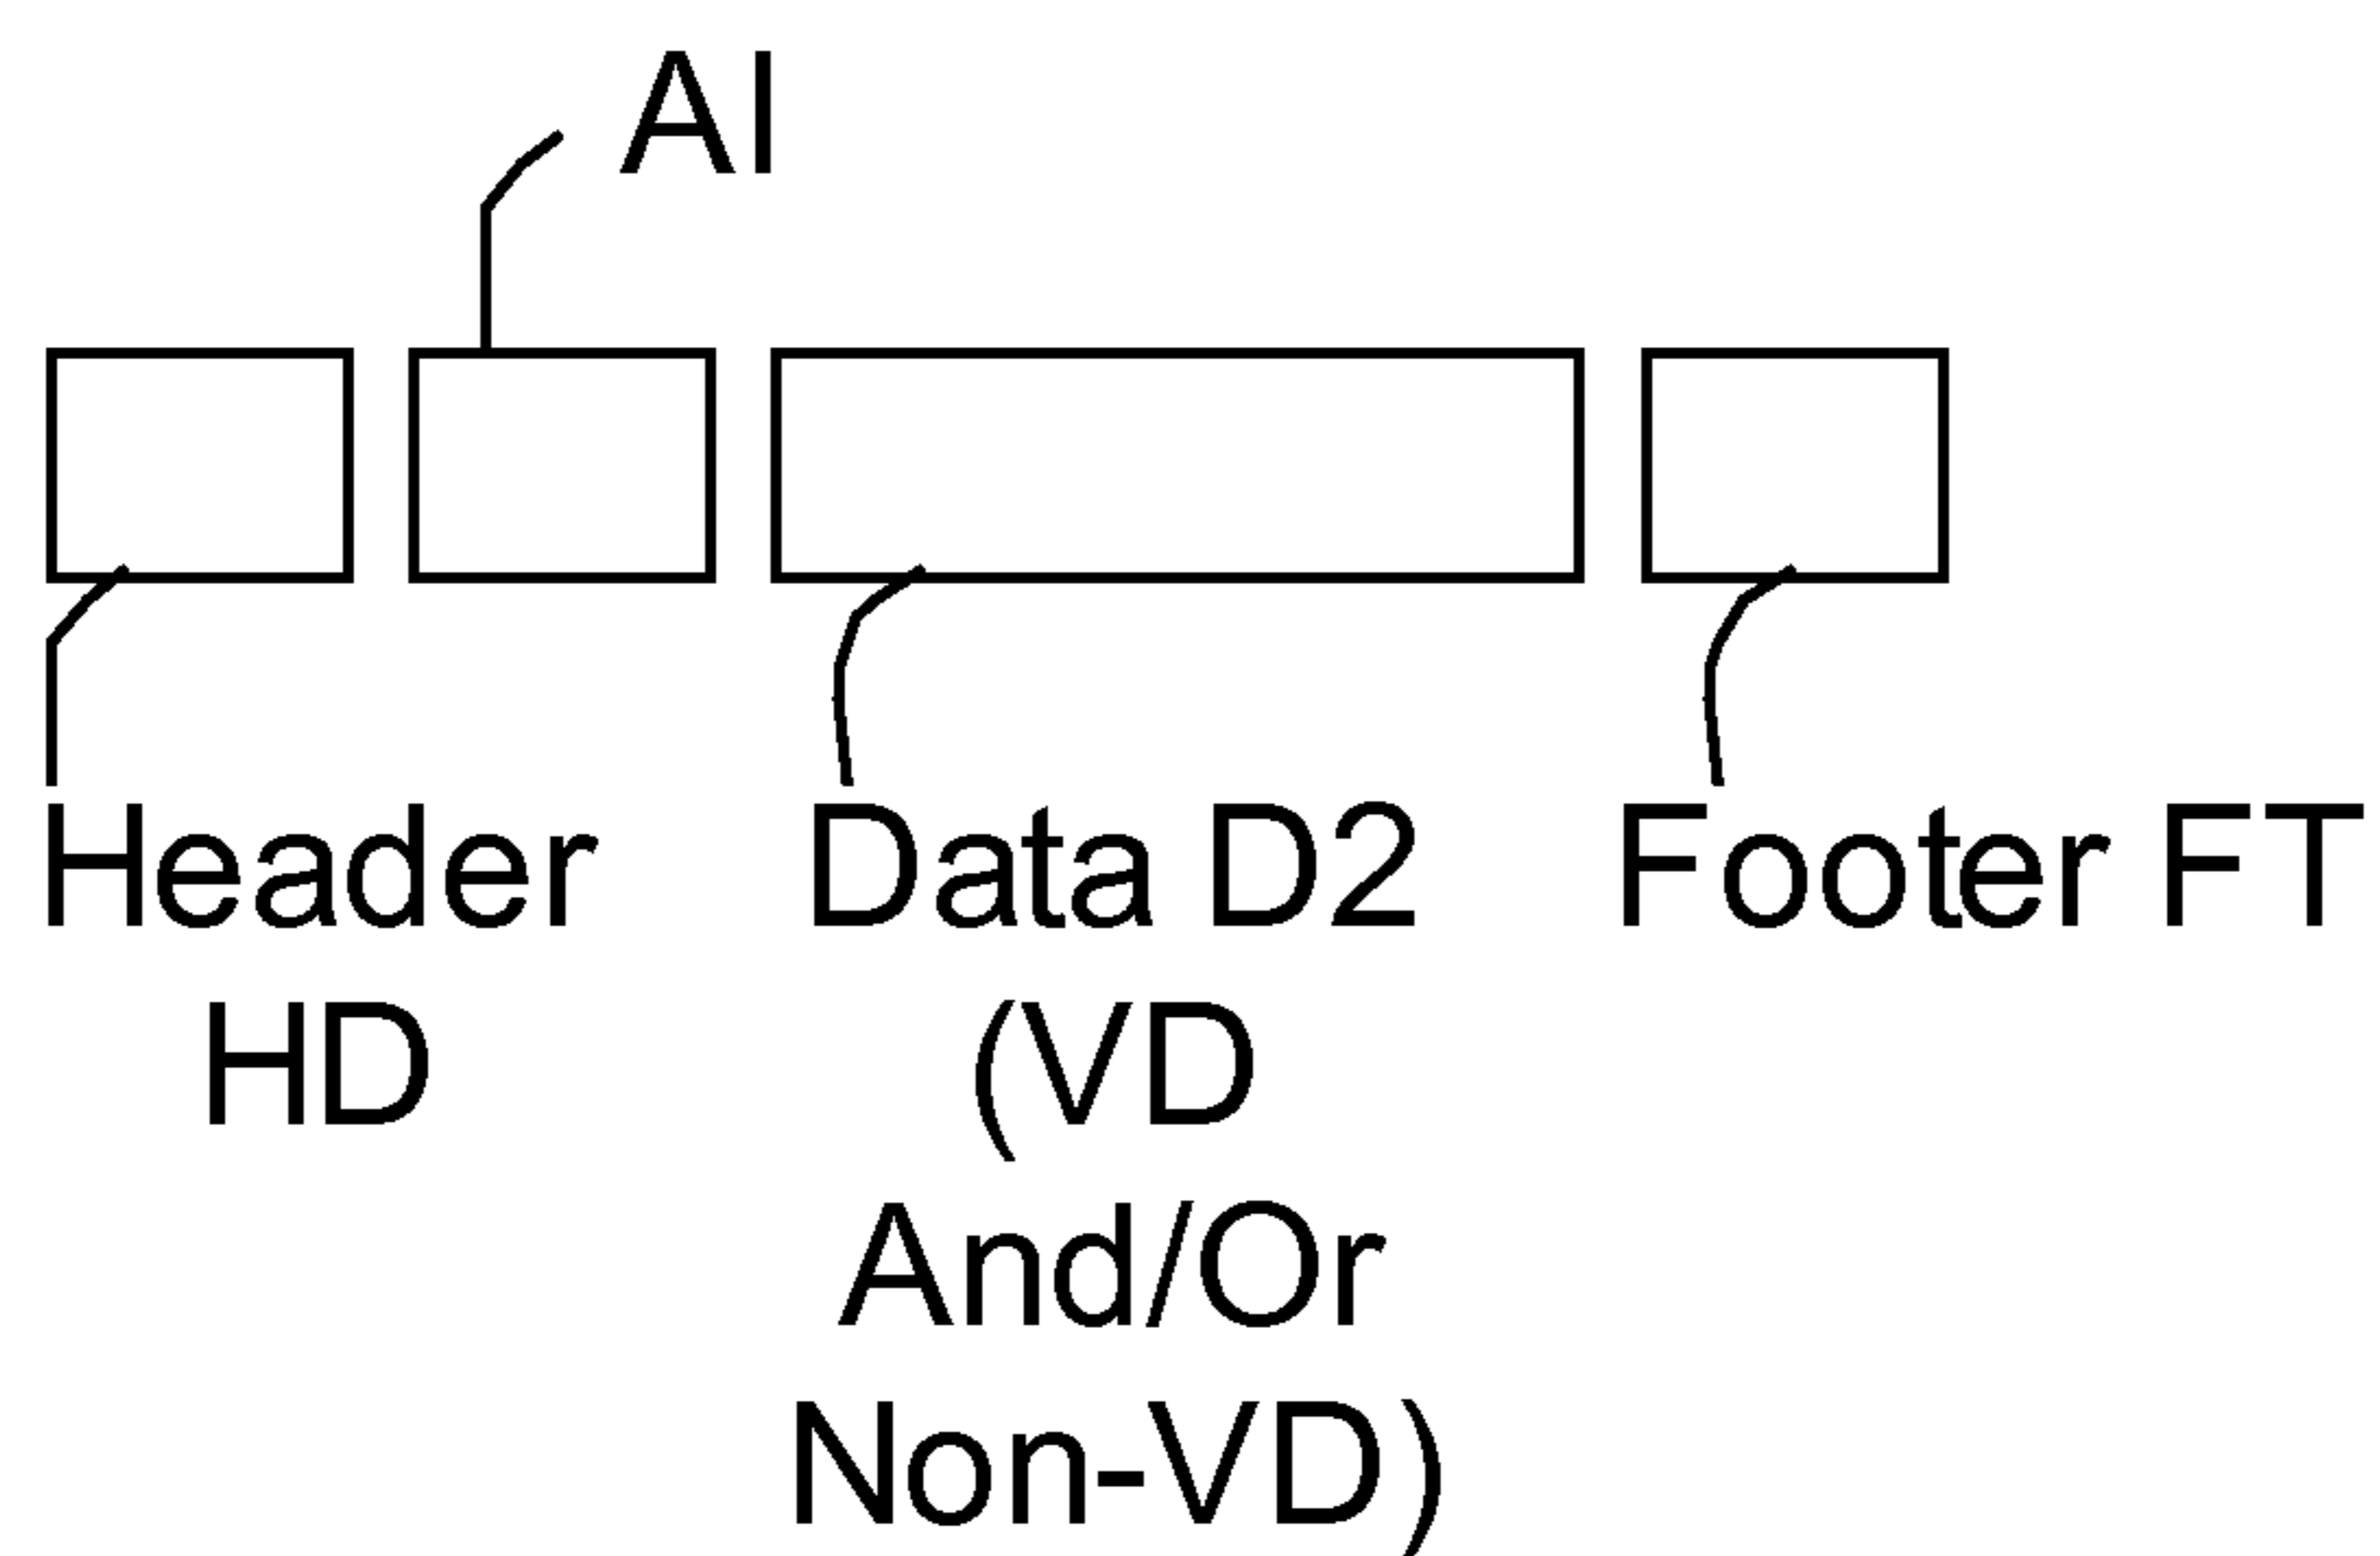 AI
Header
HD
Data D2
(VD
And/Or
Non-VD)
Footer FT